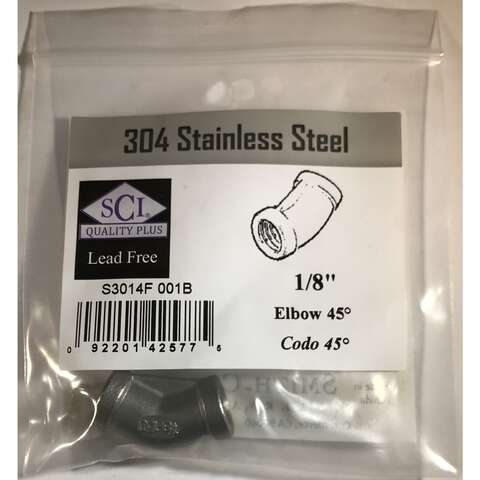 304 Stainless Steel
SCI
QUALITY PLUS
Lead Free
S3014F 001B
0 92201 42577 6
1/8"
Elbow 45°
Codo 45°